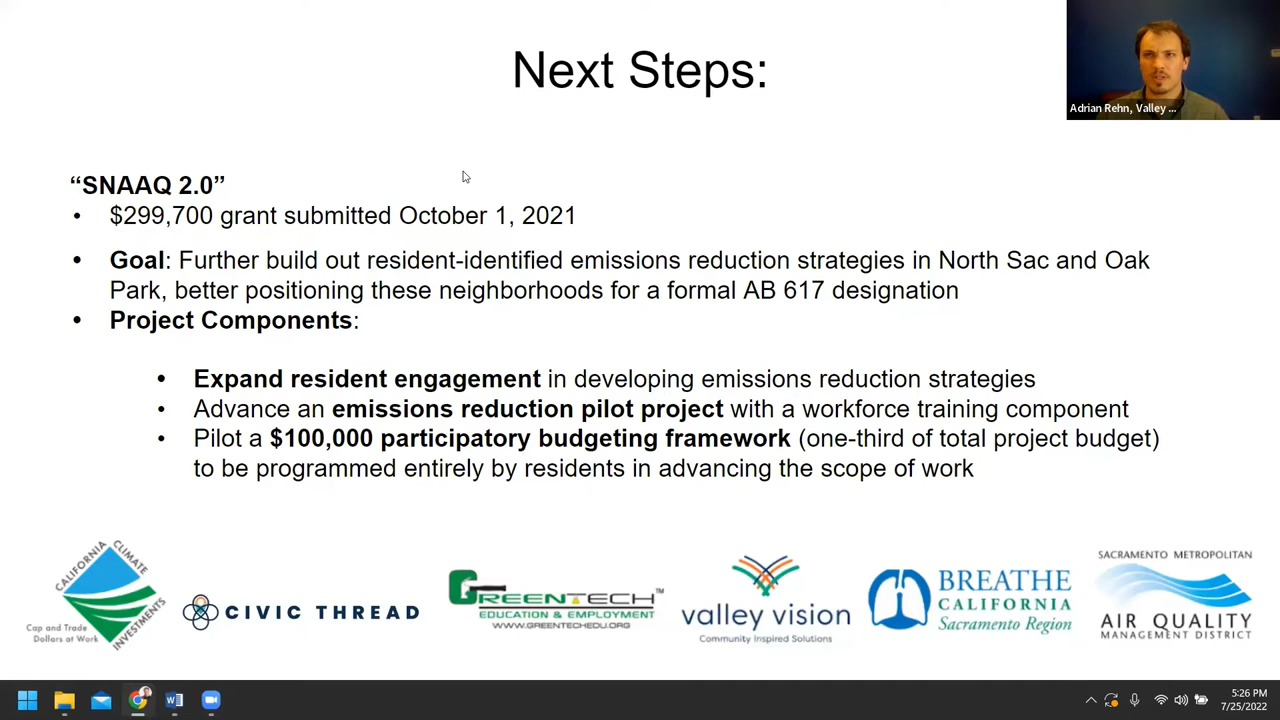 Next Steps:
Adrian Rehn, Valley ...
“SNAAQ 2.0”
• $299,700 grant submitted October 1, 2021
• Goal: Further build out resident-identified emissions reduction strategies in North Sac and Oak
Park, better positioning these neighborhoods for a formal AB 617 designation
• Project Components:
• Expand resident engagement in developing emissions reduction strategies
• Advance an emissions reduction pilot project with a workforce training component
• Pilot a $100,000 participatory budgeting framework (one-third of total project budget)
to be programmed entirely by residents in advancing the scope of work
CALIFORNIA CLIMATE
INVESTMENTS
Cap and Trade
Dollars at Work
CIVIC THREAD
GREENTECH™
EDUCATION & EMPLOYMENT
WWW.GREENTECHEDU.ORG
valley vision
Community Inspired Solutions
BREATHE
CALIFORNIA
Sacramento Region
SACRAMENTO METROPOLITAN
AIR QUALITY
MANAGEMENT DISTRICT
5:26 PM
7/25/2022